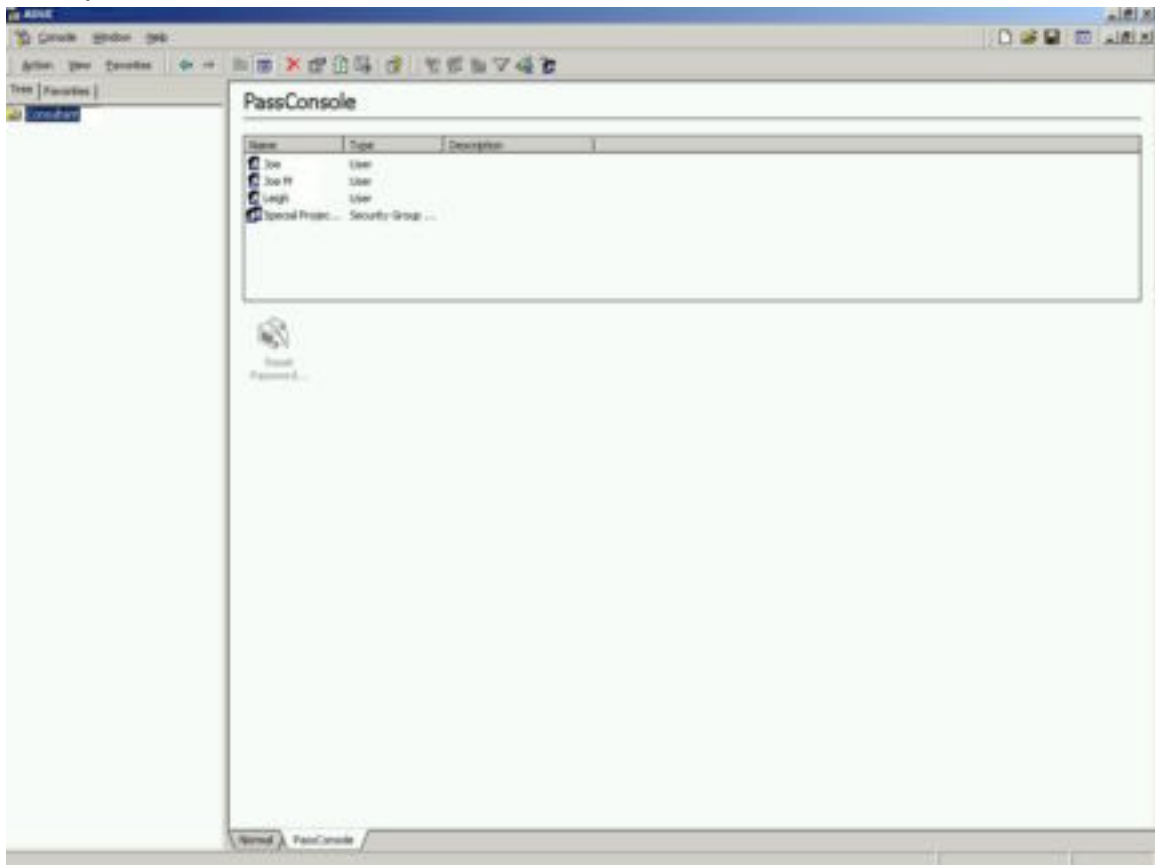 Console Window Help
Action View Favorites
Tree Favorites
PassConsole
Consultant
Name Type Description
Joe User
Joe User
Leigh User
Special Projec... Security Group ...
Reset
Password...
Normal PassConsole